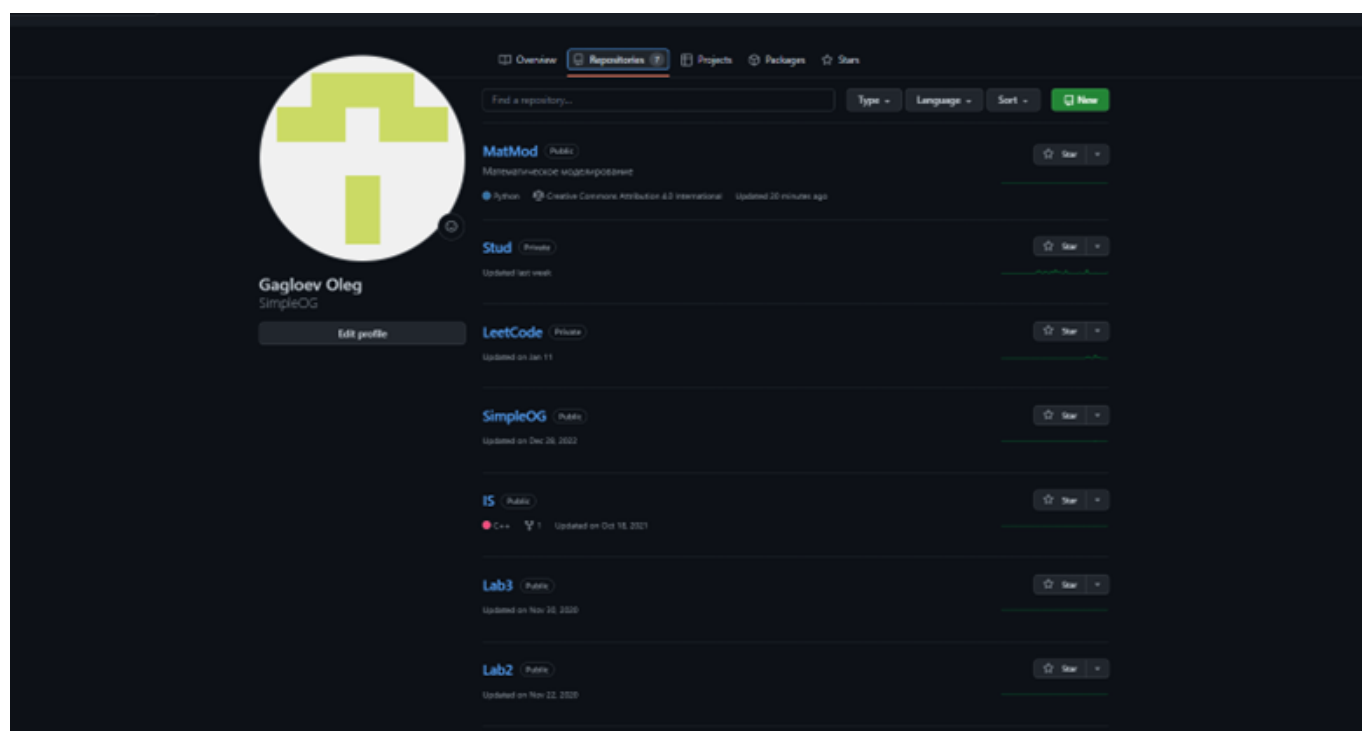 Overview Repositories 7 Projects Packages Stars
Find a repository... Type Language Sort New
MatMod Public Star
Математическое моделирование
Python Creative Commons Attribution 4.0 International Updated 20 minutes ago
Stud Private Star
Updated last week
Gagloev Oleg
SimpleOG
Edit profile
LeetCode Private Star
Updated on Jan 11
SimpleOG Public Star
Updated on Dec 28, 2022
IS Public Star
C++ 1 Updated on Oct 18, 2021
Lab3 Public Star
Updated on Nov 30, 2020
Lab2 Public Star
Updated on Nov 22, 2020